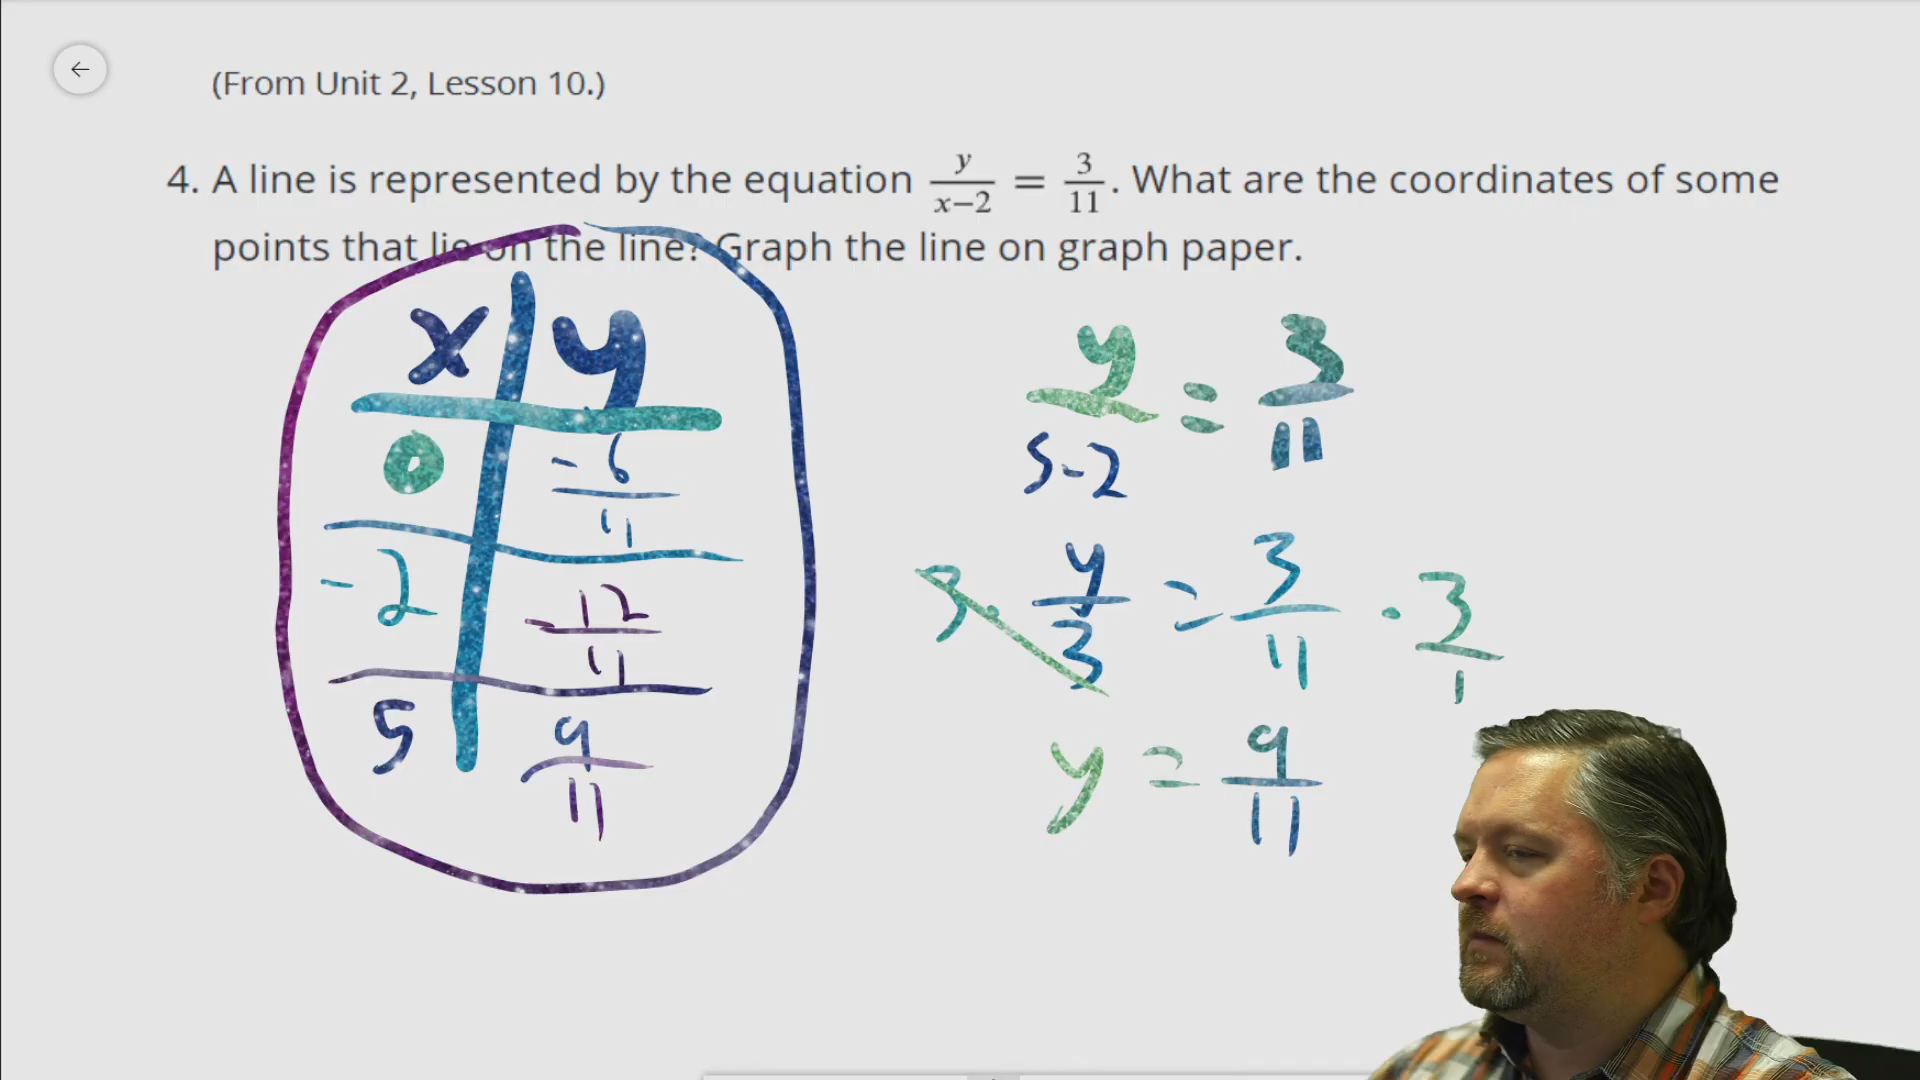 (From Unit 2, Lesson 10.)
4. A line is represented by the equation y/x−2 = 3/11. What are the coordinates of some
points that lie on the line? Graph the line on graph paper.
x y
0 -6/11
-2 -12/11
5 9/11
y/5-2 = 3/11
3· y/3 = 3/11 · 3/1
y = 9/11